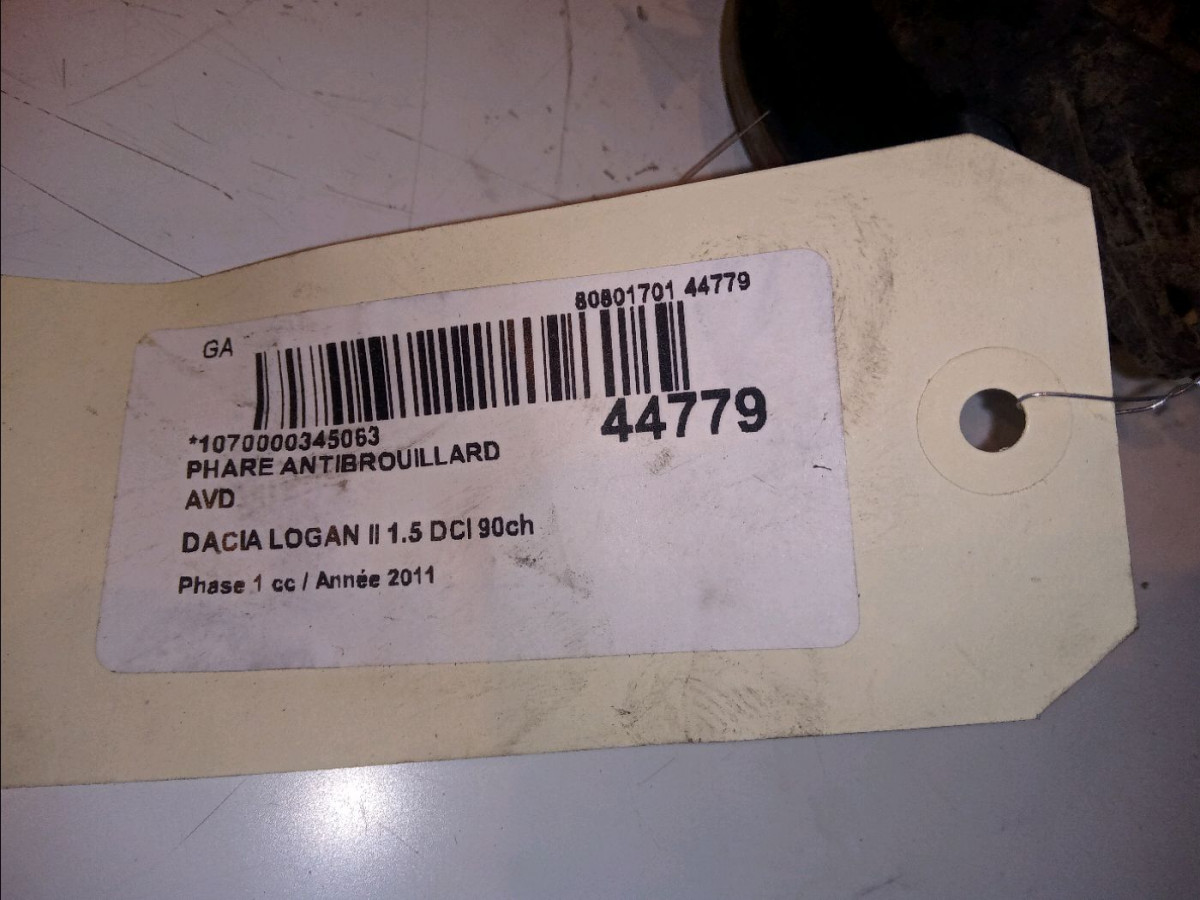 80801701 44779
GA
44779
*1070000345063
PHARE ANTIBROUILLARD
AVD
DACIA LOGAN II 1.5 DCI 90ch
Phase 1 cc / Année 2011